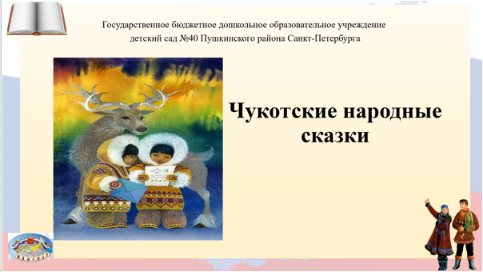 Государственное бюджетное дошкольное образовательное учреждение
детский сад №40 Пушкинского района Санкт-Петербурга
Чукотские народные
сказки